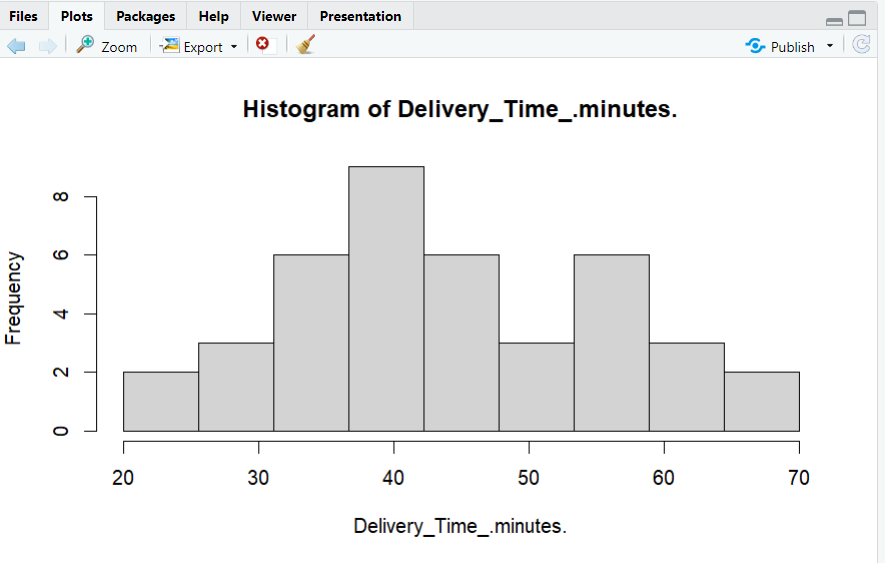 Files Plots Packages Help Viewer Presentation
Zoom Export Publish
Histogram of Delivery_Time_.minutes.
Frequency
8
6
4
2
0
20 30 40 50 60 70
Delivery_Time_.minutes.